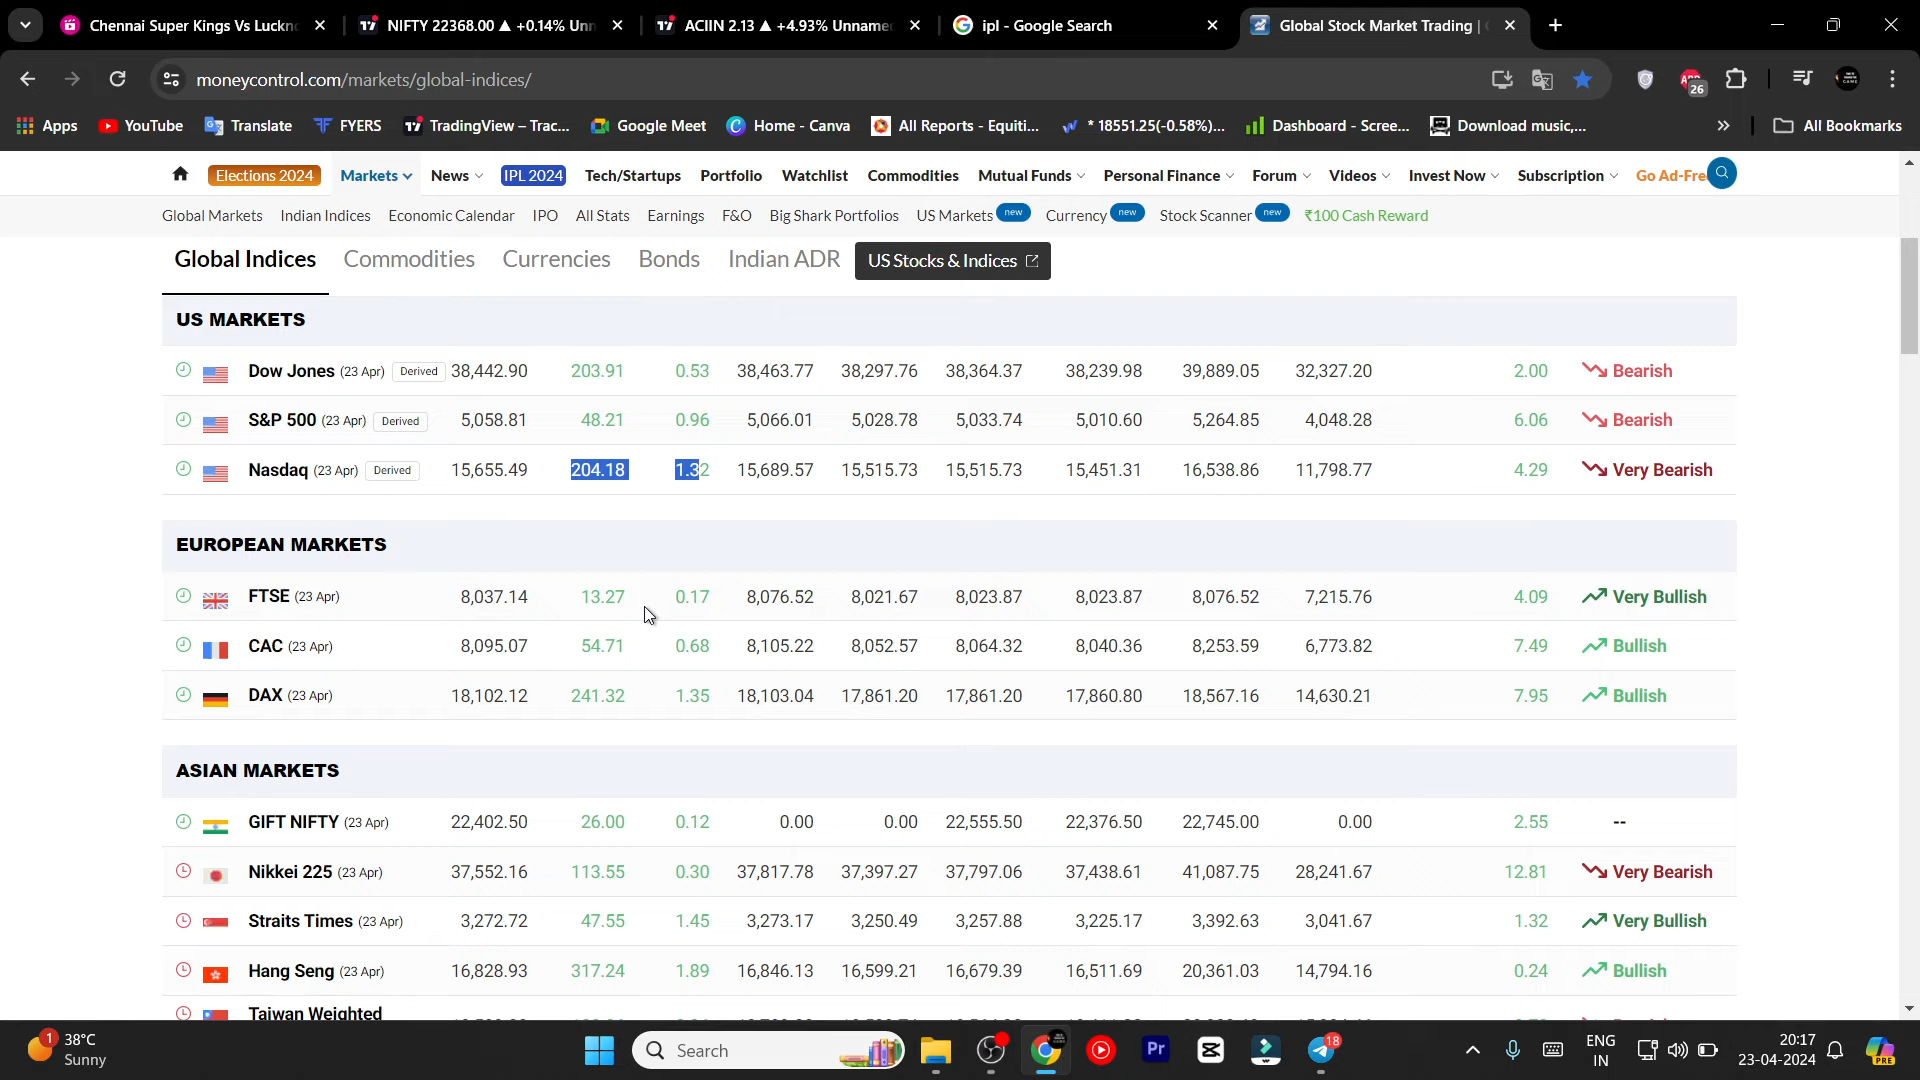 Chennai Super Kings Vs Luckn
NIFTY 22368.00 ▲ +0.14% Unn
ACIIN 2.13 ▲ +4.93% Unname
ipl - Google Search
Global Stock Market Trading |
moneycontrol.com/markets/global-indices/
26
Apps
YouTube
Translate
FYERS
TradingView – Trac...
Google Meet
Home - Canva
All Reports - Equiti...
* 18551.25(-0.58%)...
Dashboard - Scree...
Download music,...
All Bookmarks
Elections 2024
Markets
News
IPL 2024
Tech/Startups
Portfolio
Watchlist
Commodities
Mutual Funds
Personal Finance
Forum
Videos
Invest Now
Subscription
Go Ad-Fre
Global Markets
Indian Indices
Economic Calendar
IPO
All Stats
Earnings
F&O
Big Shark Portfolios
US Markets new
Currency new
Stock Scanner new
₹100 Cash Reward
Global Indices
Commodities
Currencies
Bonds
Indian ADR
US Stocks & Indices
US MARKETS
Dow Jones (23 Apr) Derived 38,442.90 203.91 0.53 38,463.77 38,297.76 38,364.37 38,239.98 39,889.05 32,327.20 2.00 Bearish
S&P 500 (23 Apr) Derived 5,058.81 48.21 0.96 5,066.01 5,028.78 5,033.74 5,010.60 5,264.85 4,048.28 6.06 Bearish
Nasdaq (23 Apr) Derived 15,655.49 204.18 1.32 15,689.57 15,515.73 15,515.73 15,451.31 16,538.86 11,798.77 4.29 Very Bearish
EUROPEAN MARKETS
FTSE (23 Apr) 8,037.14 13.27 0.17 8,076.52 8,021.67 8,023.87 8,023.87 8,076.52 7,215.76 4.09 Very Bullish
CAC (23 Apr) 8,095.07 54.71 0.68 8,105.22 8,052.57 8,064.32 8,040.36 8,253.59 6,773.82 7.49 Bullish
DAX (23 Apr) 18,102.12 241.32 1.35 18,103.04 17,861.20 17,861.20 17,860.80 18,567.16 14,630.21 7.95 Bullish
ASIAN MARKETS
GIFT NIFTY (23 Apr) 22,402.50 26.00 0.12 0.00 0.00 22,555.50 22,376.50 22,745.00 0.00 2.55 --
Nikkei 225 (23 Apr) 37,552.16 113.55 0.30 37,817.78 37,397.27 37,797.06 37,438.61 41,087.75 28,241.67 12.81 Very Bearish
Straits Times (23 Apr) 3,272.72 47.55 1.45 3,273.17 3,250.49 3,257.88 3,225.17 3,392.63 3,041.67 1.32 Very Bullish
Hang Seng (23 Apr) 16,828.93 317.24 1.89 16,846.13 16,599.21 16,679.39 16,511.69 20,361.03 14,794.16 0.24 Bullish
Taiwan Weighted
1
38°C
Sunny
Search
Pr
18
ENG
IN
20:17
23-04-2024
PRE